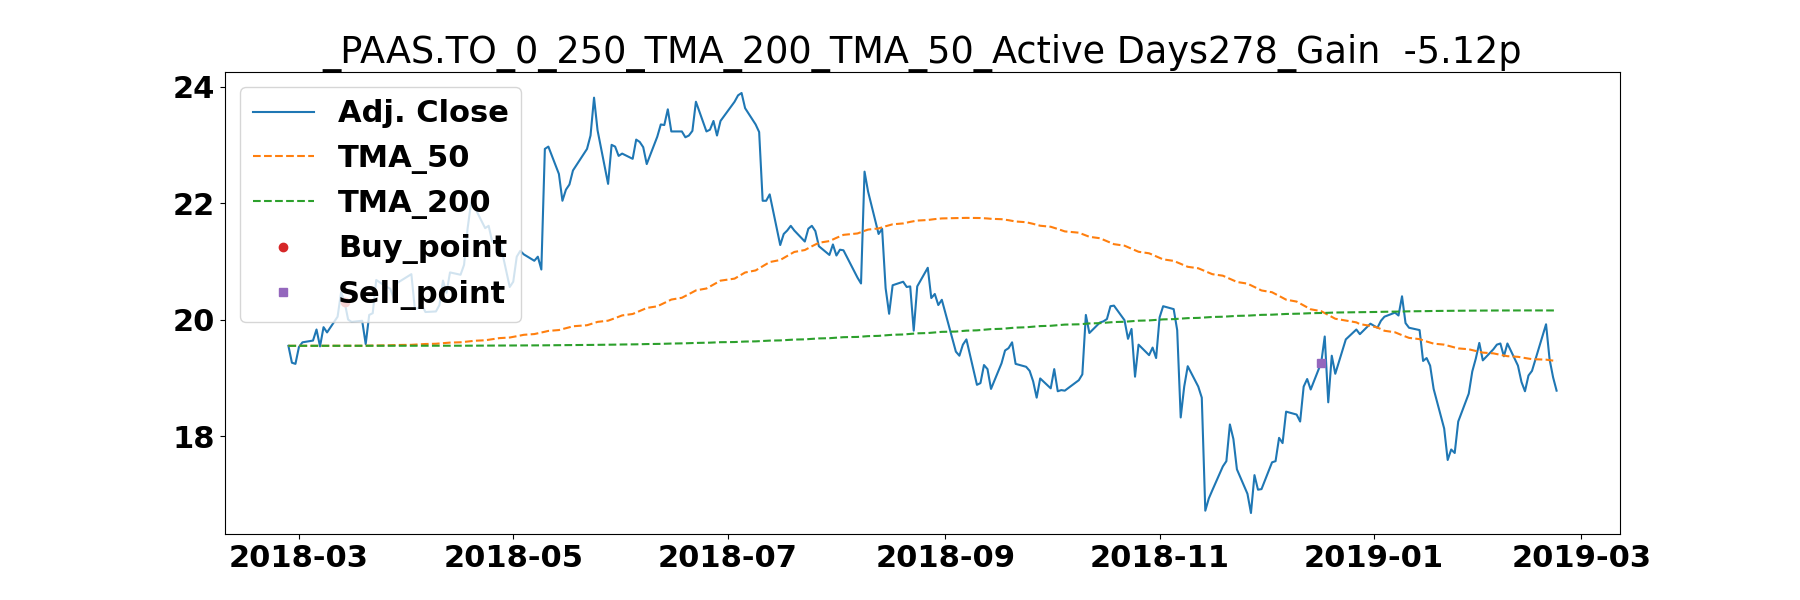 _PAAS.TO_0_250_TMA_200_TMA_50_Active Days278_Gain  -5.12p
24
22
20
18
Adj. Close
TMA_50
TMA_200
Buy_point
Sell_point
2018-03 2018-05 2018-07 2018-09 2018-11 2019-01 2019-03